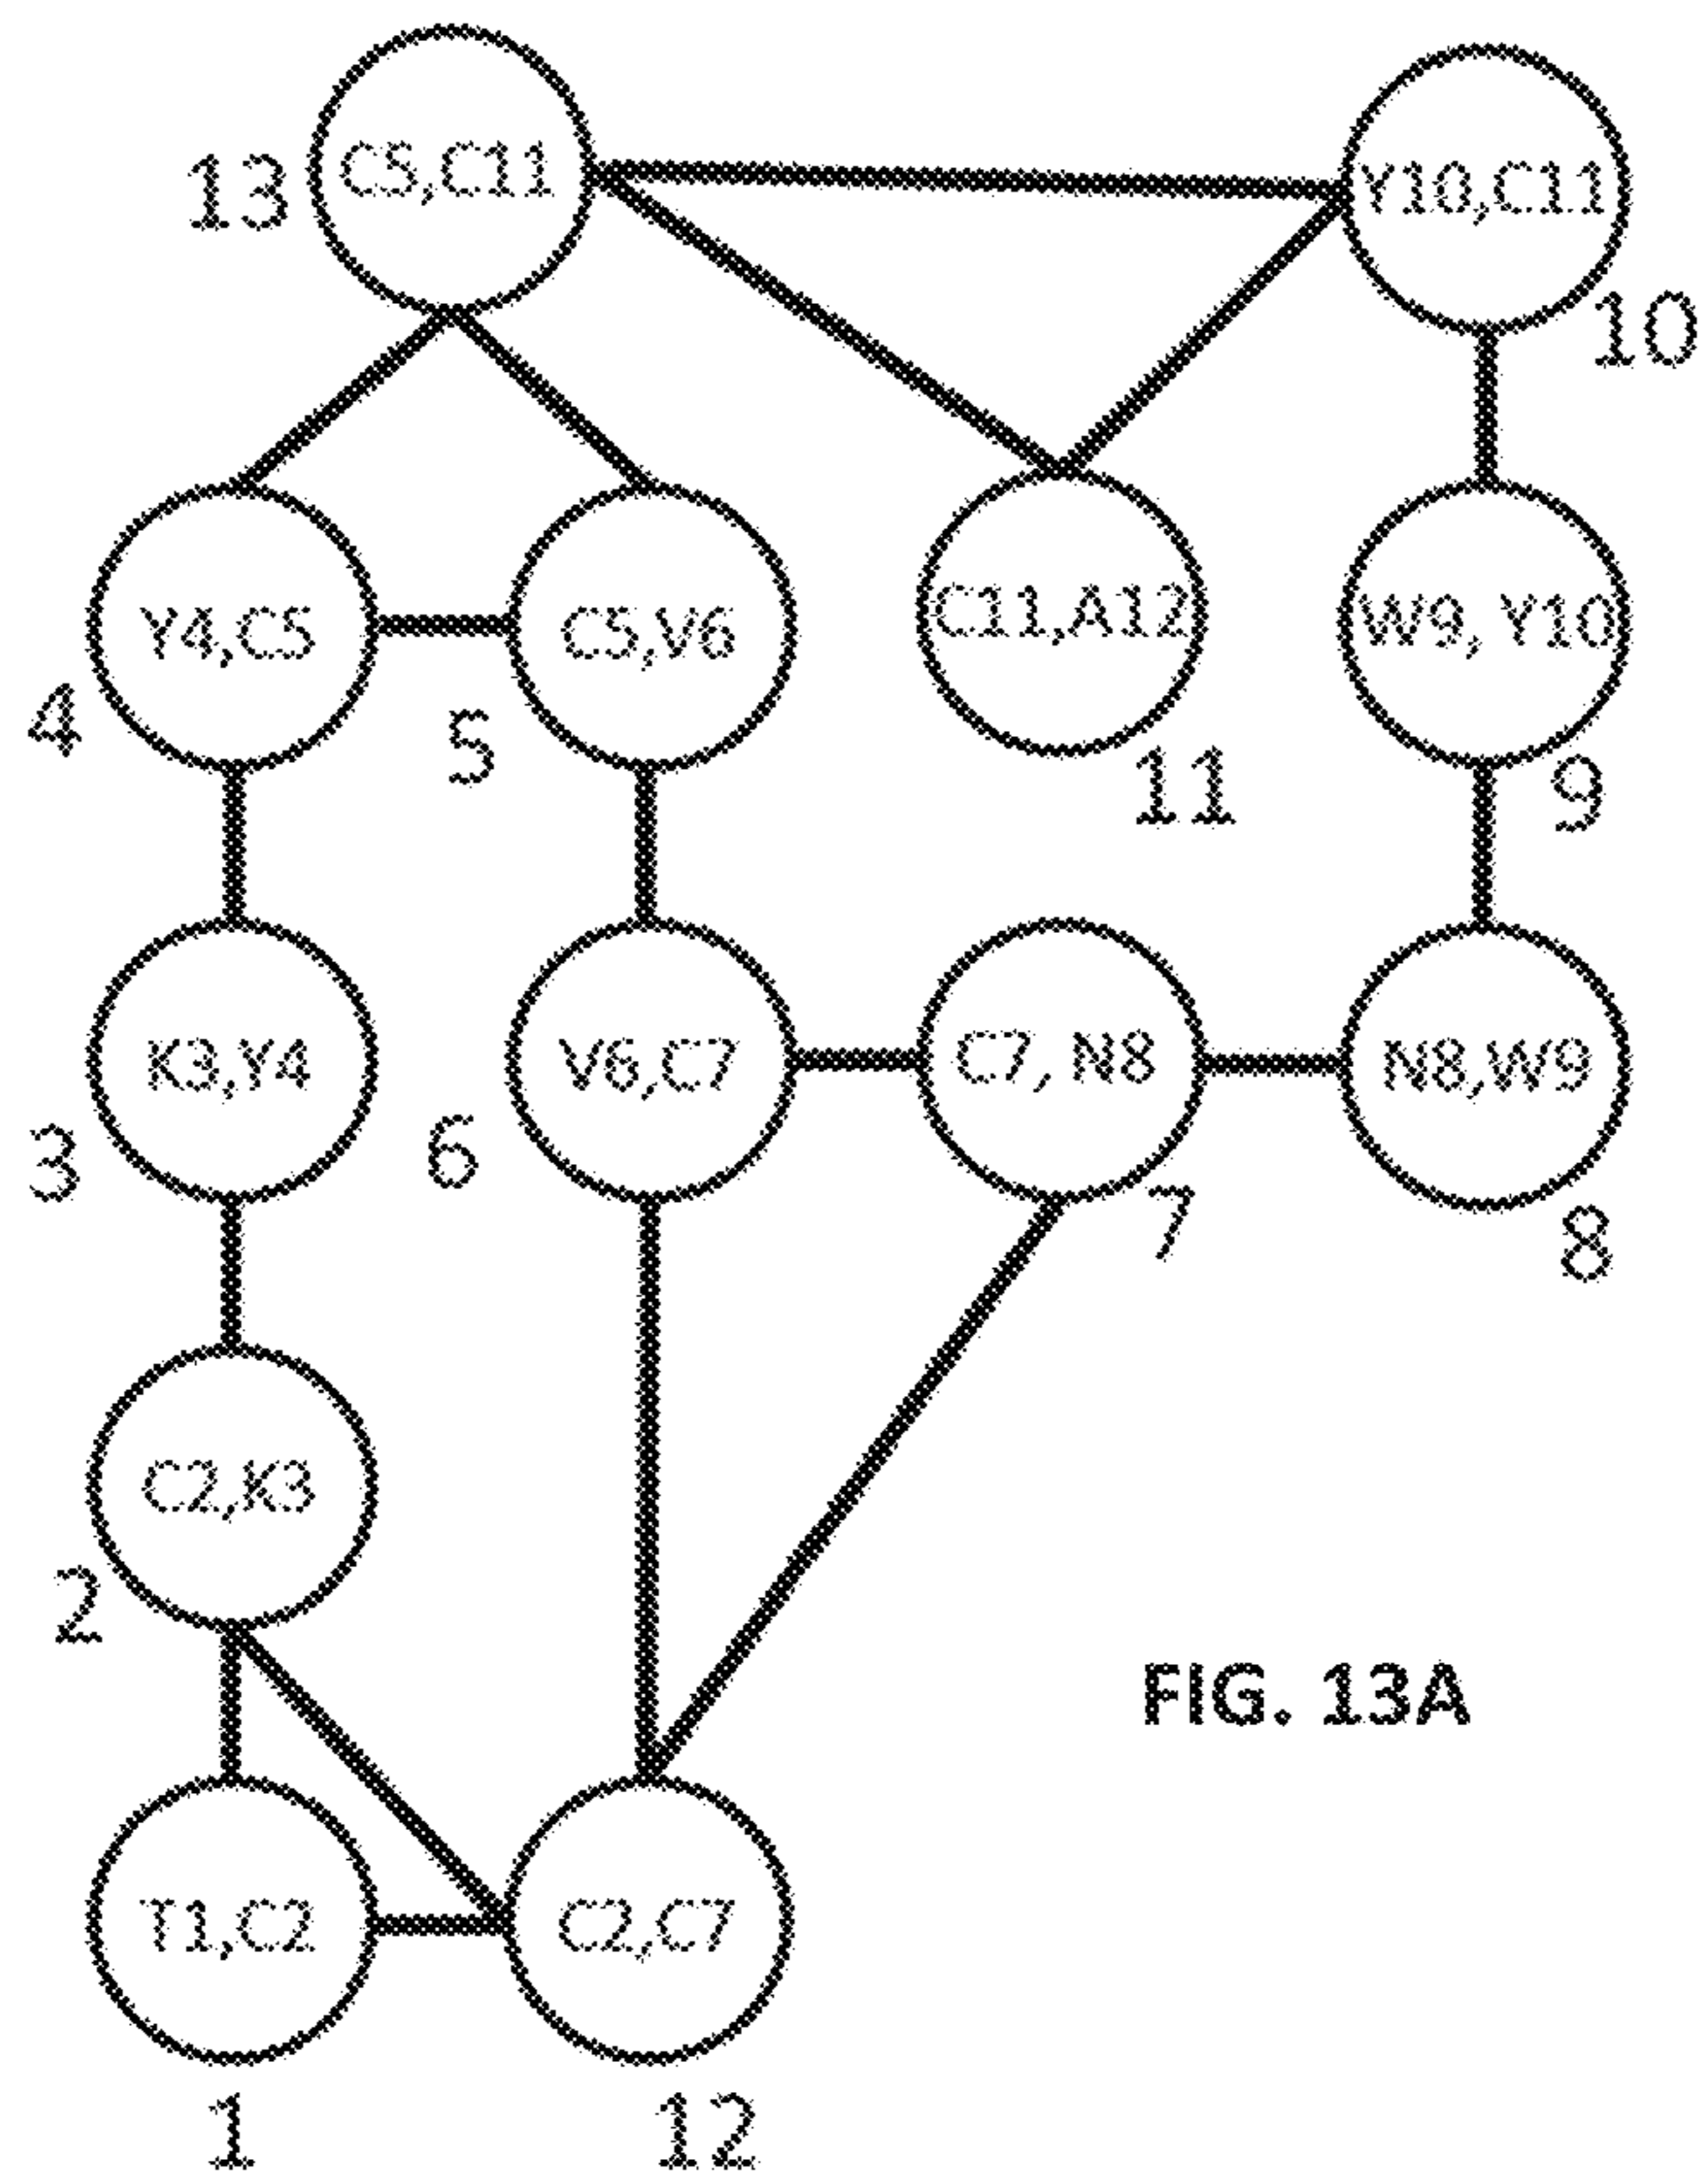 13
C5,C11
Y10,C11
10
Y4,C5
C5,V6
C11,A12
W9, Y10
4
5
11
9
K3,Y4
V6,C7
C7, N8
N8,W9
3
6
7
8
C2,K3
2
FIG. 13A
T1,C2
C2,C7
1
12